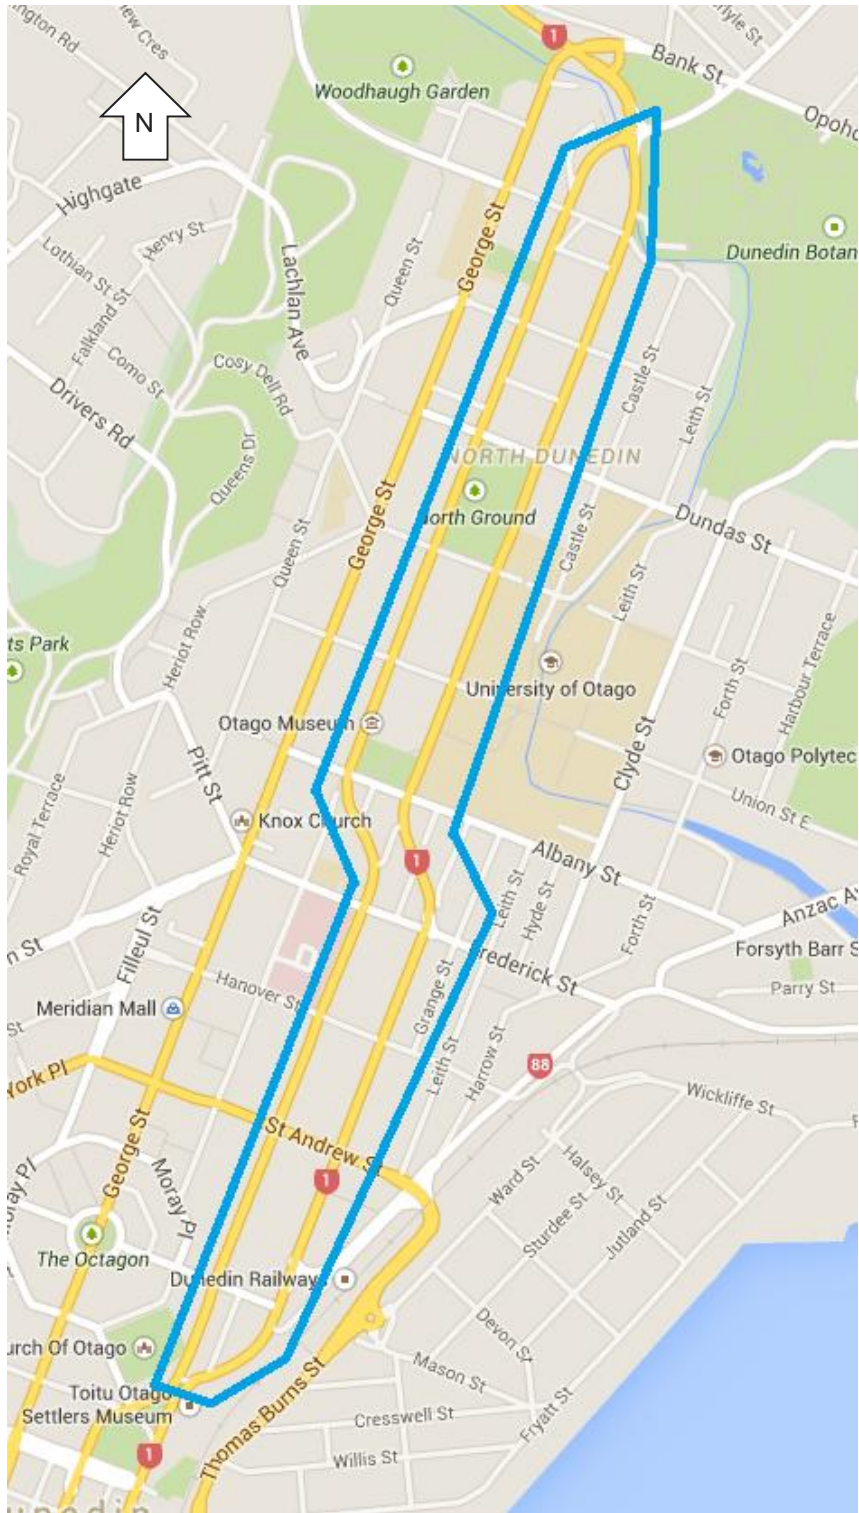 1
Bank St
Woodhaugh Garden
N
Highgate
Henry St
Lothian St
Falkland St
Como St
Lachlan Ave
Queen St
George St
Dunedin Botan
Drivers Rd
Cosy Dell Rd
Queens Dr
Castle St
Leith St
NORTH DUNEDIN
North Ground
George St
Queen St
Castle St
Dundas St
Leith St
ts Park
Heriot Row
Forth St
Harbour Terrace
University of Otago
Otago Museum
Clyde St
Otago Polytec
Pitt St
Union St E
Royal Terrace
Heriot Row
Knox Church
1
Albany St
Leith St
Hyde St
Forth St
Anzac Av
n St
Filleul St
Frederick St
Forsyth Barr S
Hanover St
Parry St
Meridian Mall
St
Grange St
Leith St
Harrow St
88
York Pl
Wickliffe St
George St
St Andrew St
1
Moray Pl
Ward St
Halsey St
Sturdee St
Jutland St
The Octagon
Dunedin Railways
urch Of Otago
Devon St
Mason St
Toitu Otago
Settlers Museum
Thomas Burns St
Cresswell St
Fryatt St
1
Willis St